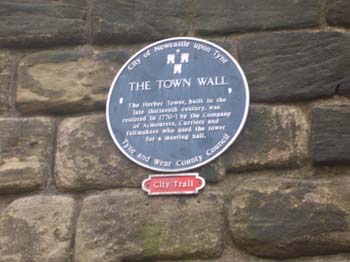 City of Newcastle upon Tyne
THE TOWN WALL
The Herber Tower, built in the
late thirteenth century, was
restored in 1770-1 by the Company
of Armourers, Curriers and
Feltmakers who used the tower
for a meeting hall.
Tyne and Wear County Council
City Trail